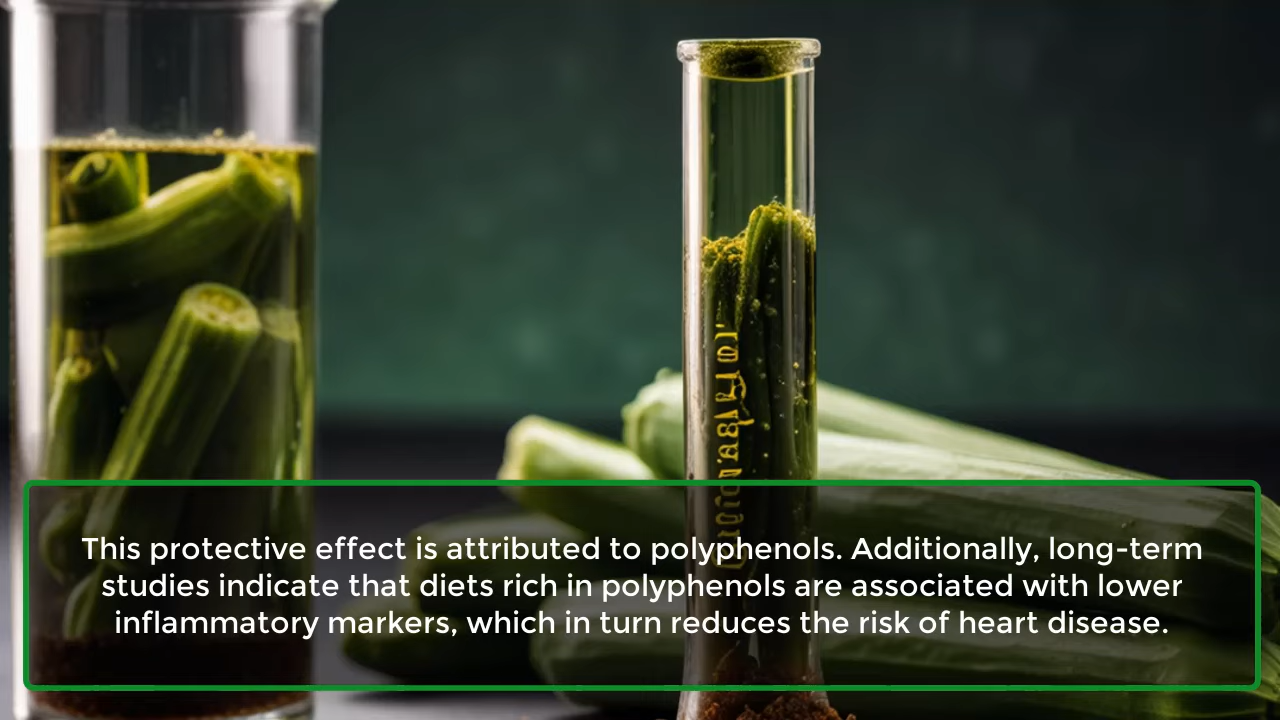 This protective effect is attributed to polyphenols. Additionally, long-term
studies indicate that diets rich in polyphenols are associated with lower
inflammatory markers, which in turn reduces the risk of heart disease.